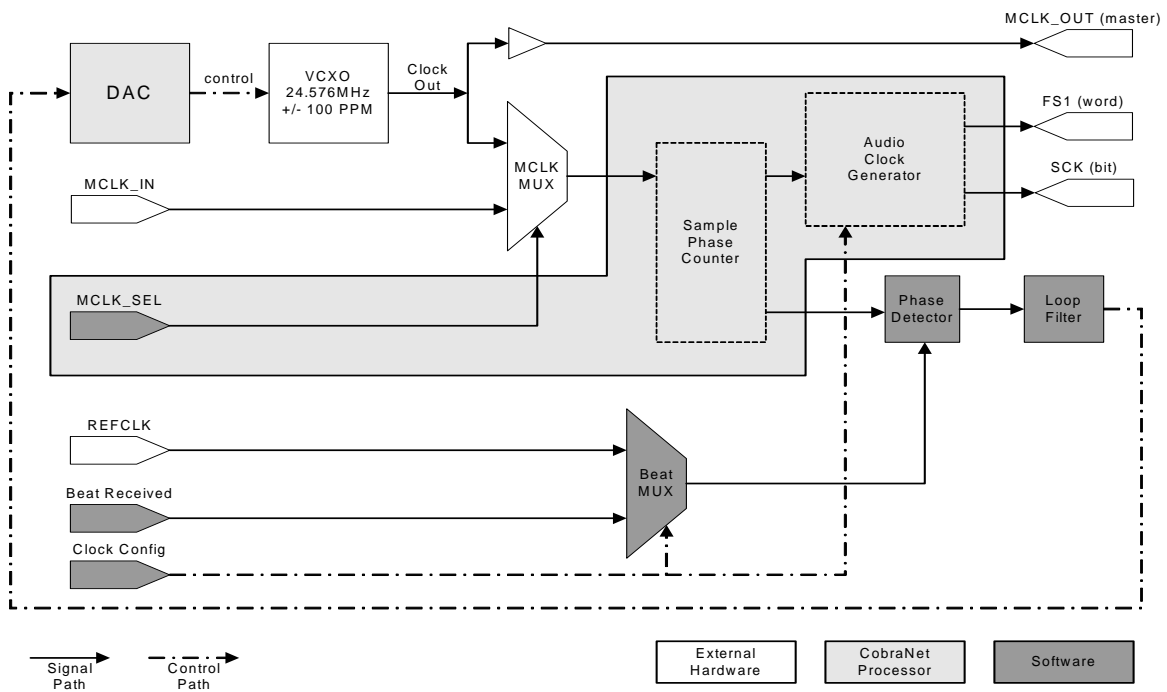 MCLK_OUT (master)
DAC
control
VCXO
24.576MHz
+/- 100 PPM
Clock
Out
FS1 (word)
MCLK
MUX
Audio
Clock
Generator
MCLK_IN
SCK (bit)
Sample
Phase
Counter
MCLK_SEL
Phase
Detector
Loop
Filter
REFCLK
Beat
MUX
Beat Received
Clock Config
Signal
Path
Control
Path
External
Hardware
CobraNet
Processor
Software